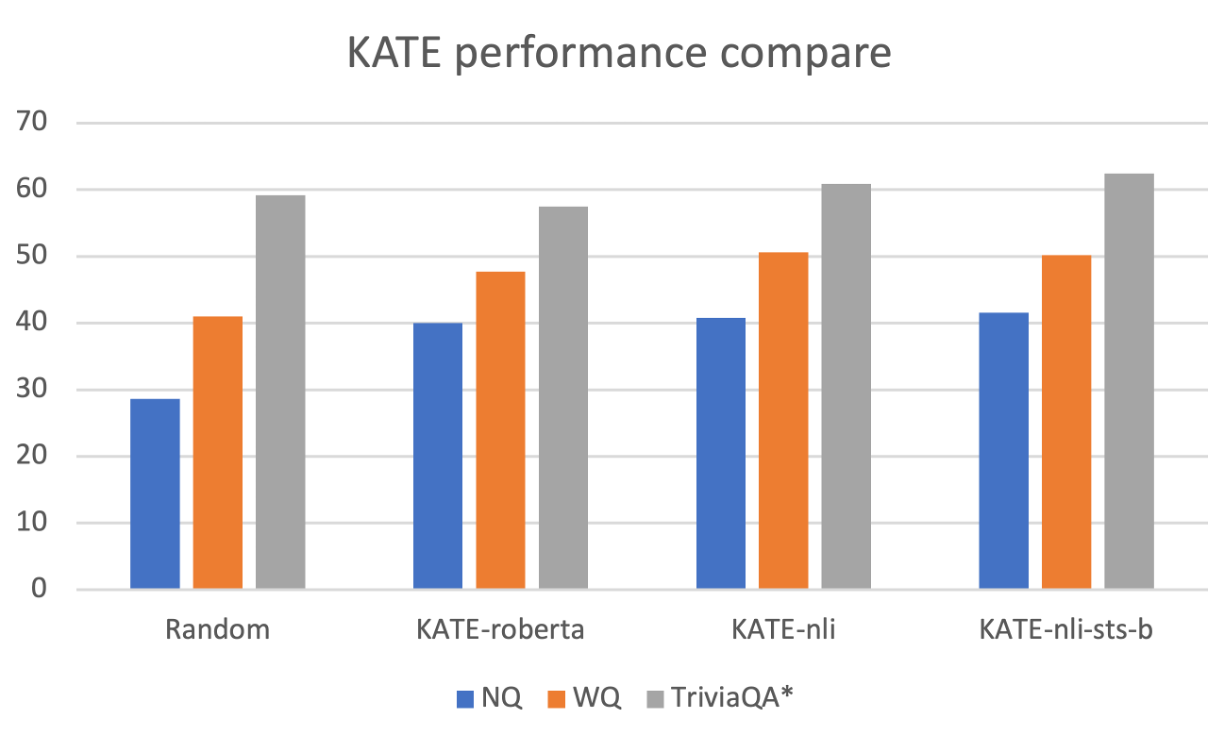 KATE performance compare
70
60
50
40
30
20
10
0
Random KATE-roberta KATE-nli KATE-nli-sts-b
NQ WQ TriviaQA*